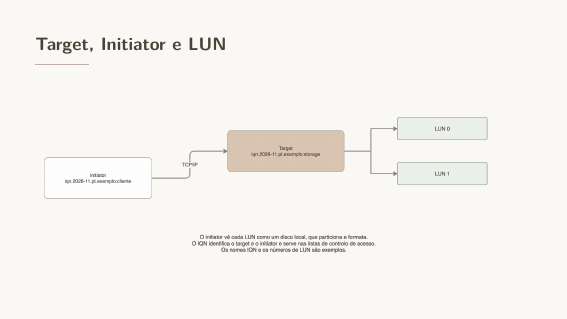 Target, Initiator e LUN
LUN 0
Target
iqn.2026-11.pt.exemplo:storage
TCP/IP
Initiator
iqn.2026-11.pt.exemplo:cliente
LUN 1
O initiator vê cada LUN como um disco local, que particiona e formata.
O IQN identifica o target e o initiator e serve nas listas de controlo de acesso.
Os nomes IQN e os números de LUN são exemplos.